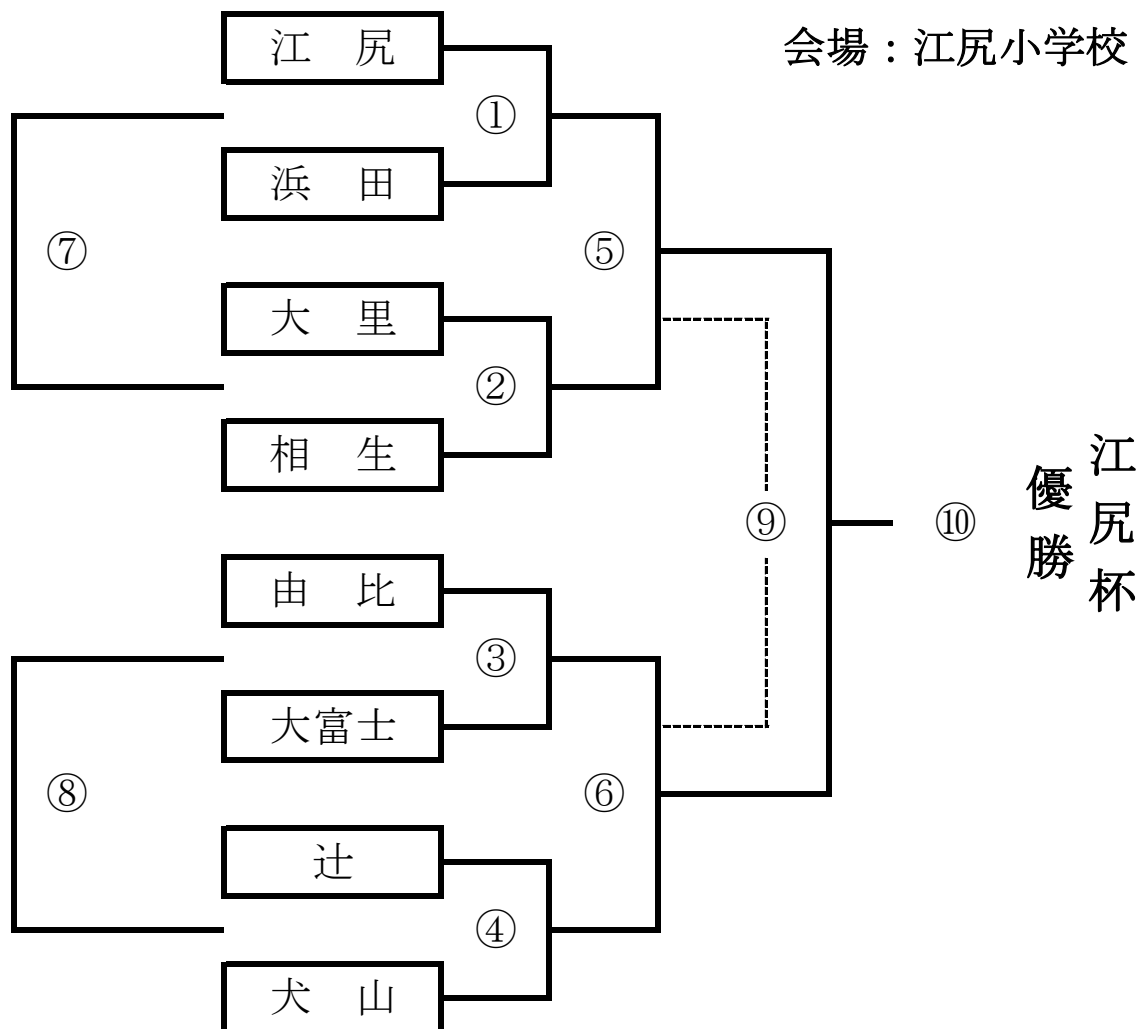 会場：江尻小学校
江　尻
①
浜　田
⑦
⑤
大　里
②
相　生
⑨
⑩
江尻杯
優勝
由　比
③
大富士
⑧
⑥
辻
④
犬　山